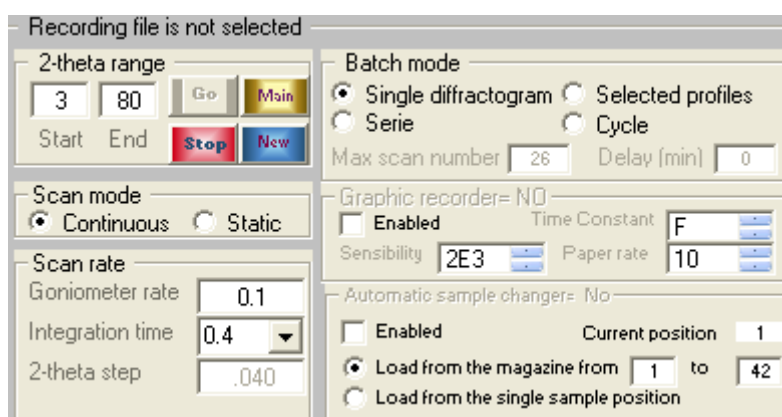 Recording file is not selected
2-theta range
3 80 Go Main
Start End Stop New
Scan mode
Continuous Static
Scan rate
Goniometer rate 0.1
Integration time 0.4
2-theta step .040
Batch mode
Single diffractogram Selected profiles
Serie Cycle
Max scan number 26 Delay (min) 0
Graphic recorder= NO
Enabled Time Constant F
Sensibility 2E3 Paper rate 10
Automatic sample changer= No
Enabled Current position 1
Load from the magazine from 1 to 42
Load from the single sample position